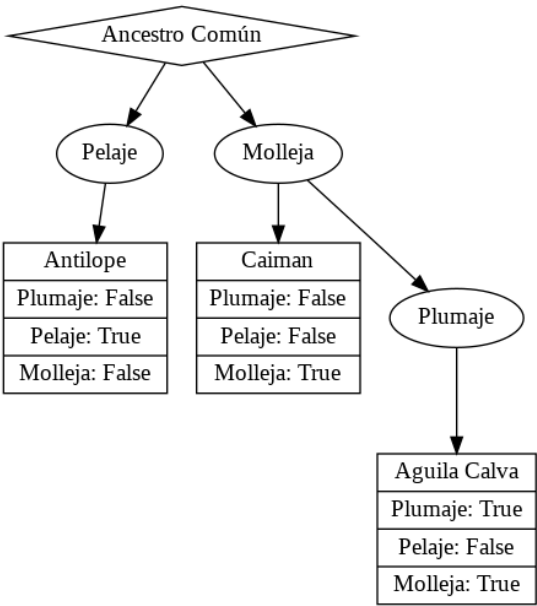 Ancestro Común
Pelaje
Molleja
Antilope
Plumaje: False
Pelaje: True
Molleja: False
Caiman
Plumaje: False
Pelaje: False
Molleja: True
Plumaje
Aguila Calva
Plumaje: True
Pelaje: False
Molleja: True